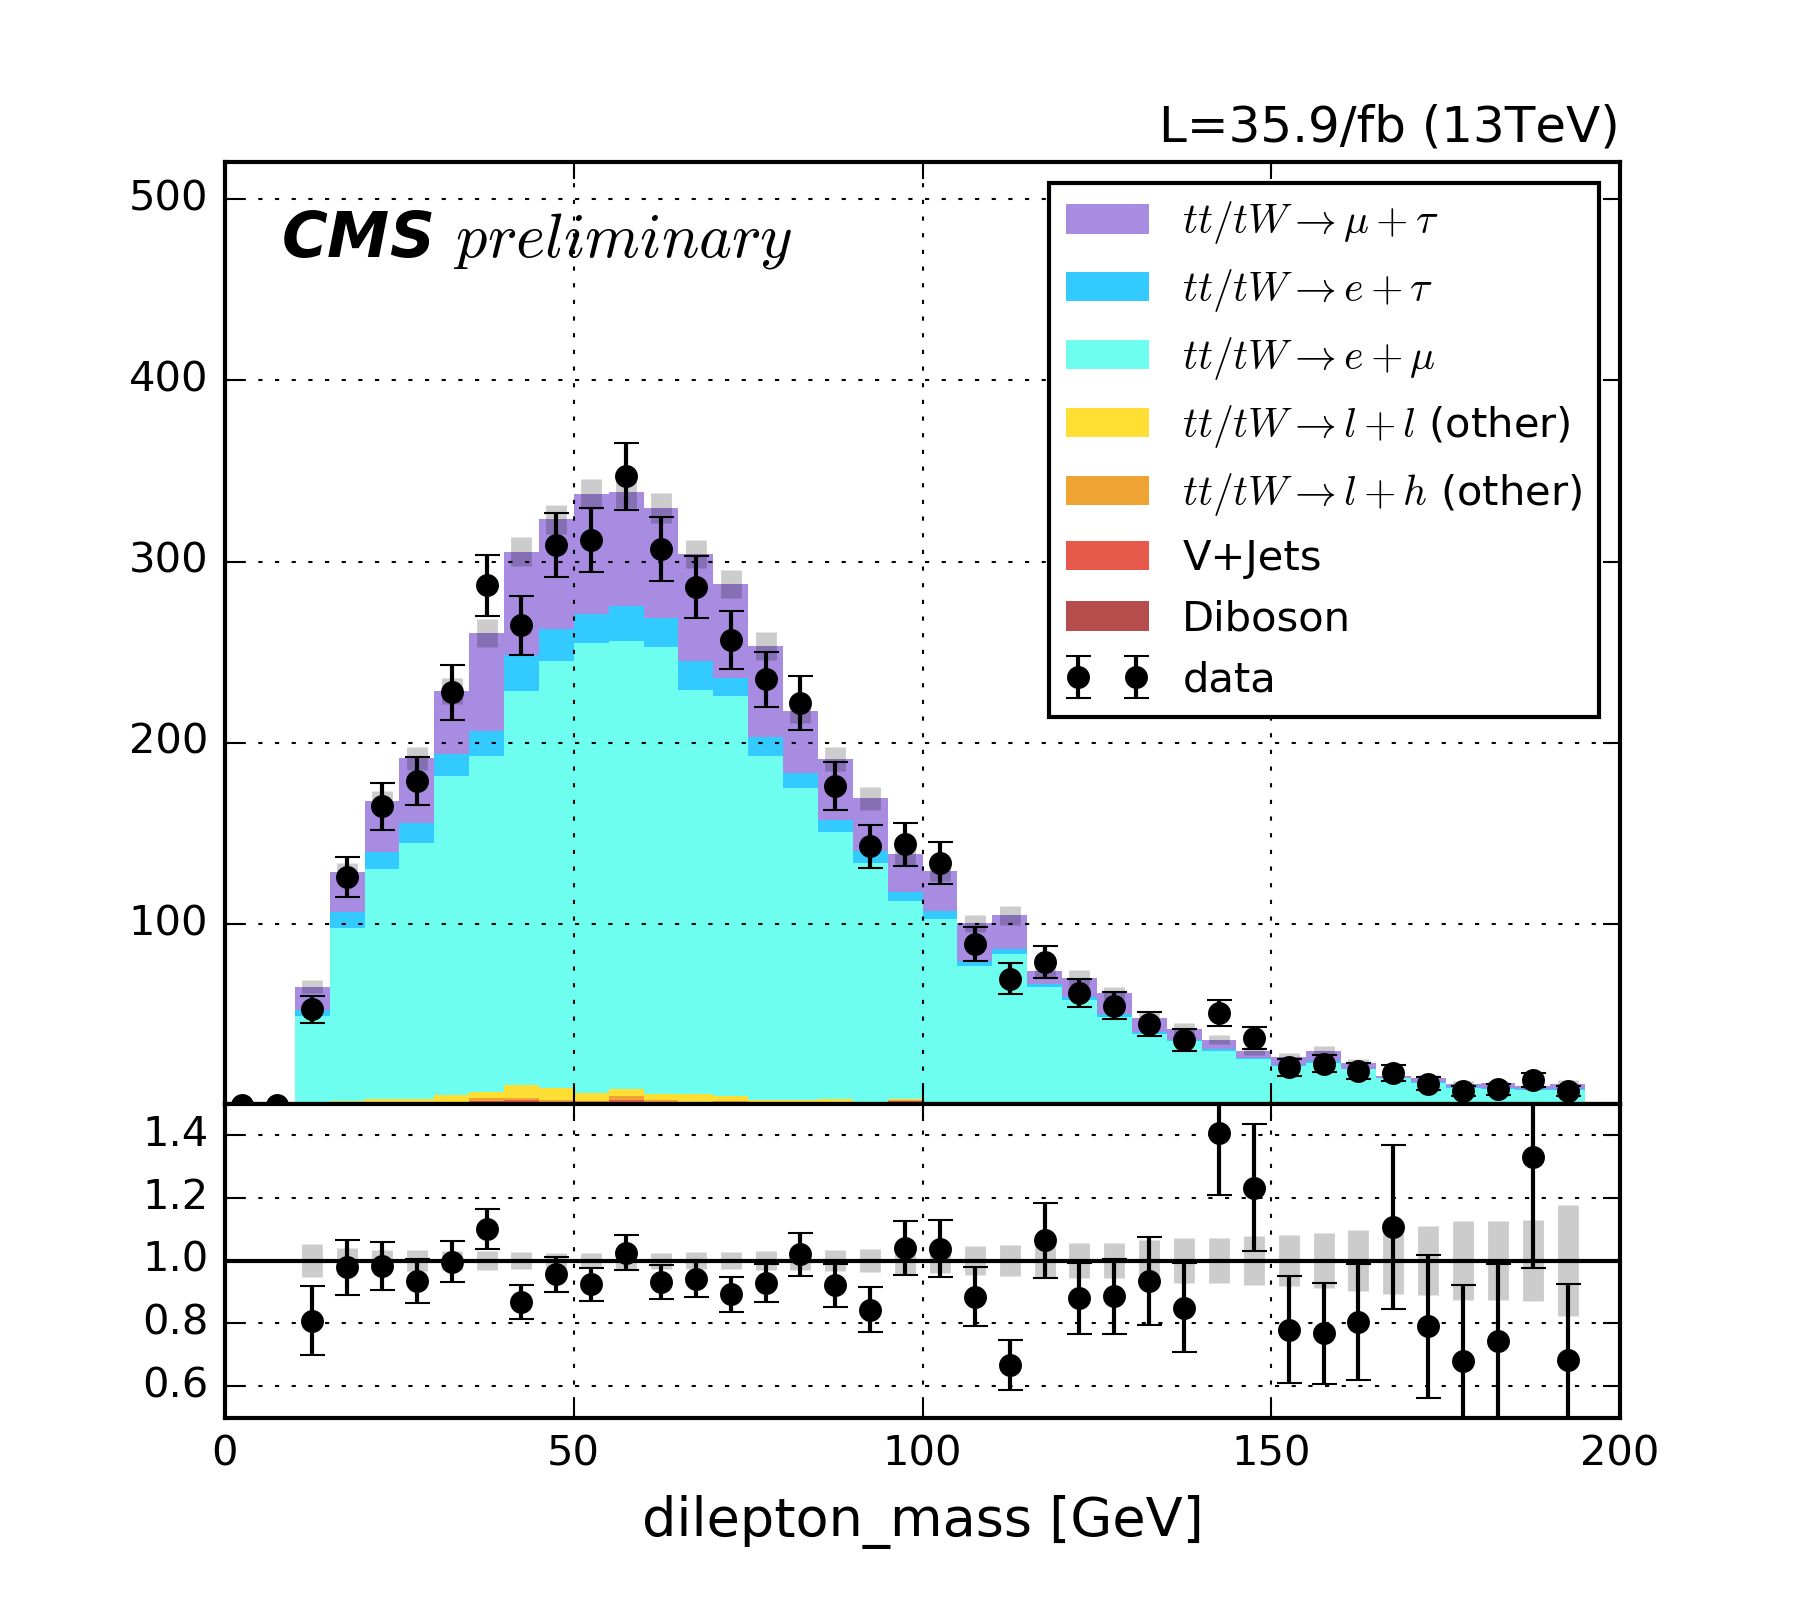 L=35.9/fb (13TeV)
CMS preliminary
500
400
300
200
100
tt/tW→μ+τ
tt/tW→e+τ
tt/tW→e+μ
tt/tW→l+l (other)
tt/tW→l+h (other)
V+Jets
Diboson
data
1.4
1.2
1.0
0.8
0.6
0 50 100 150 200
dilepton_mass [GeV]